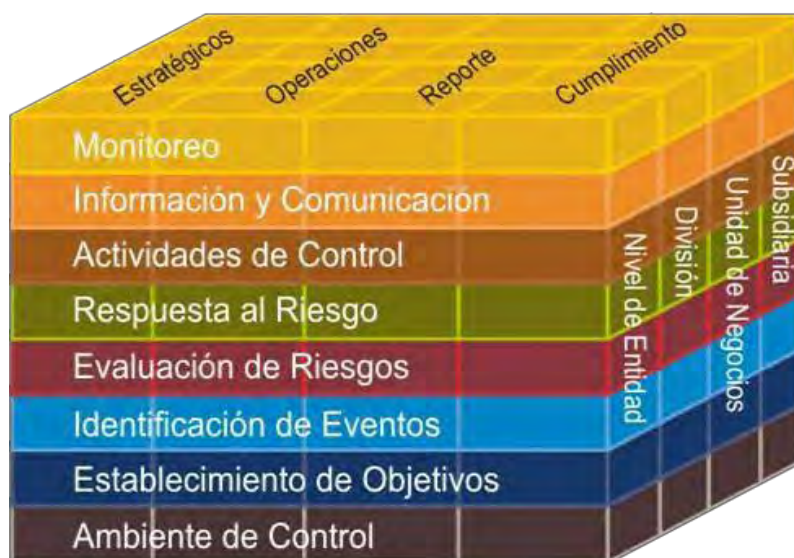 Estratégicos
Operaciones
Reporte
Cumplimiento
Monitoreo
Información y Comunicación
Actividades de Control
Respuesta al Riesgo
Evaluación de Riesgos
Identificación de Eventos
Establecimiento de Objetivos
Ambiente de Control
Nivel de Entidad
División
Unidad de Negocios
Subsidiaria